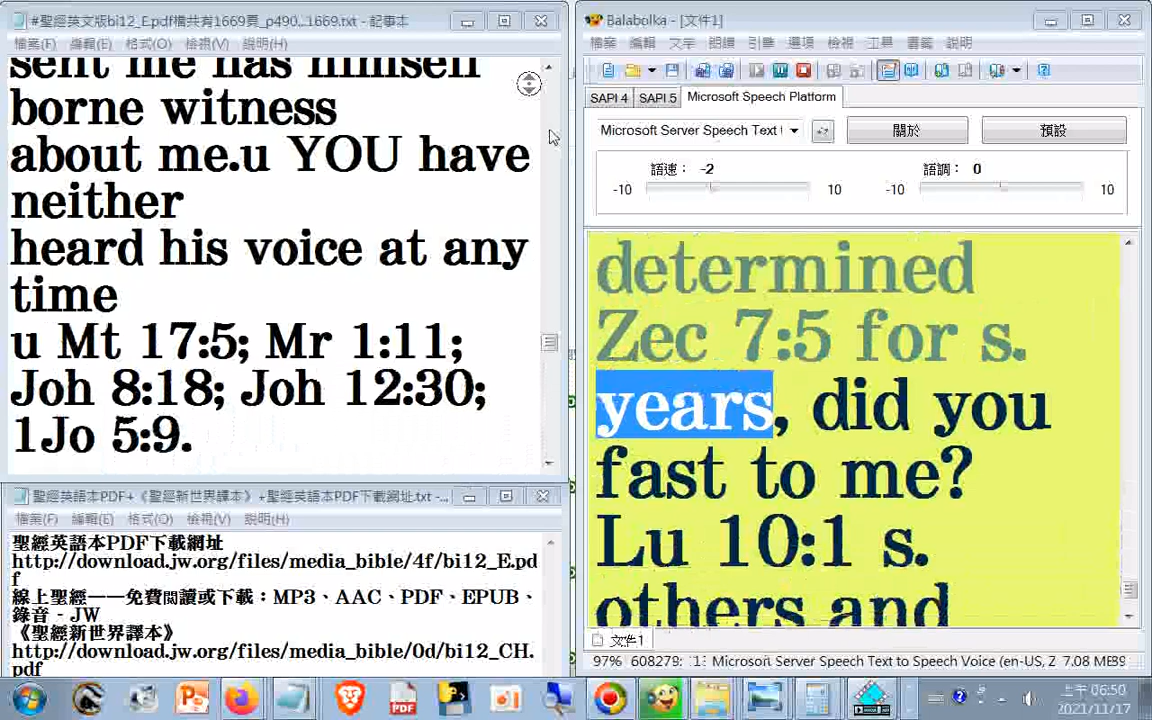 #聖經英文版bi12_E.pdf檔共有1669頁_p490...1669.txt - 記事本
檔案(F) 編輯(E) 格式(O) 檢視(V) 說明(H)
sent me has himself
borne witness
about me.u YOU have
neither
heard his voice at any
time
u Mt 17:5; Mr 1:11;
Joh 8:18; Joh 12:30;
1Jo 5:9.
聖經英語本PDF+《聖經新世界譯本》+聖經英語本PDF下載網址.txt -...
檔案(F) 編輯(E) 格式(O) 檢視(V) 說明(H)
聖經英語本PDF下載網址
http://download.jw.org/files/media_bible/4f/bi12_E.pd
f
線上聖經——免費閱讀或下載：MP3、AAC、PDF、EPUB、
錄音 - JW
《聖經新世界譯本》
http://download.jw.org/files/media_bible/0d/bi12_CH.
pdf
Balabolka - [文件1]
檔案 編輯 文字 朗讀 引擎 選項 檢視 工具 書籤 說明
SAPI 4 SAPI 5 Microsoft Speech Platform
Microsoft Server Speech Text 關於 預設
語速： -2 語調： 0
-10 10 -10 10
determined
Zec 7:5 for s.
years, did you
fast to me?
Lu 10:1 s.
others and
文件1
97% 608279: Microsoft Server Speech Text to Speech Voice (en-US, Z 7.08 MB
上午 06:50
2021/11/17